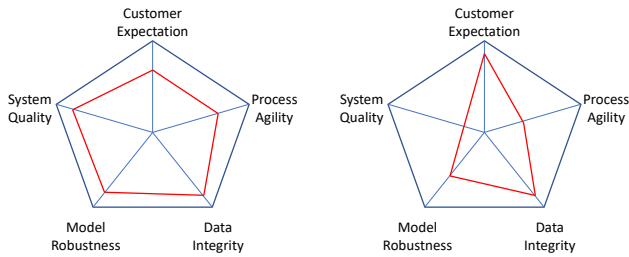 Customer
Expectation
System
Quality
Process
Agility
Model
Robustness
Data
Integrity
Customer
Expectation
System
Quality
Process
Agility
Model
Robustness
Data
Integrity